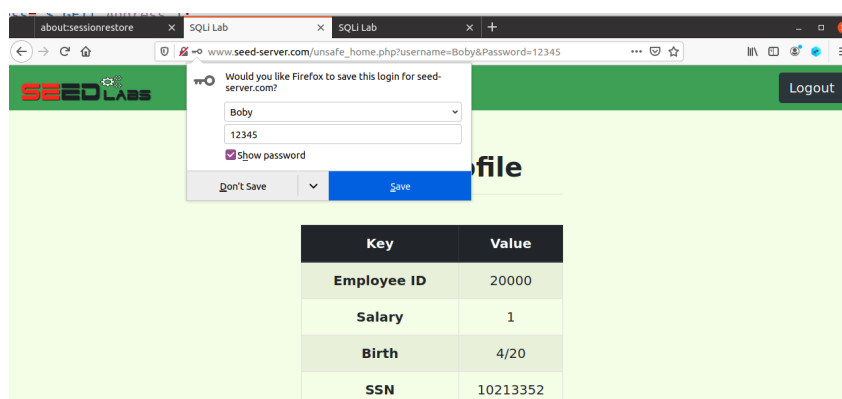 about:sessionrestore
SQLi Lab
SQLi Lab
www.seed-server.com/unsafe_home.php?username=Boby&Password=12345
SEED LABS
Logout
Would you like Firefox to save this login for seed-
server.com?
Boby
12345
Show password
Don't Save
Save
ofile
Key Value
Employee ID 20000
Salary 1
Birth 4/20
SSN 10213352